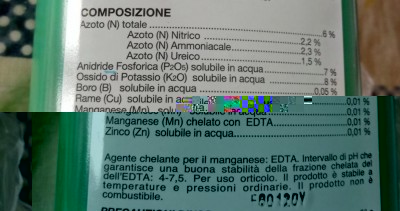 COMPOSIZIONE
Azoto (N) totale 6 %
Azoto (N) Nitrico 2,2 %
Azoto (N) Ammoniacale 2,3 %
Azoto (N) Ureico 1,5 %
Anidride Fosforica (P2O5) solubile in acqua 7 %
Ossido di Potassio (K2O) solubile in acqua 8 %
Boro (B) solubile in acqua 0,05 %
Rame (Cu) solubile in 0,01 %
Manganese (Mn) 0,01 %
Manganese (Mn) chelato con EDTA 0,01 %
Zinco (Zn) solubile in acqua 0,01 %
Agente chelante per il manganese: EDTA. Intervallo di pH che
garantisce una buona stabilità della frazione chelata del
dell'EDTA: 4-7,5. Per uso orticolo. Il prodotto è stabile a
temperature e pressioni ordinarie. Il prodotto non è
combustibile.